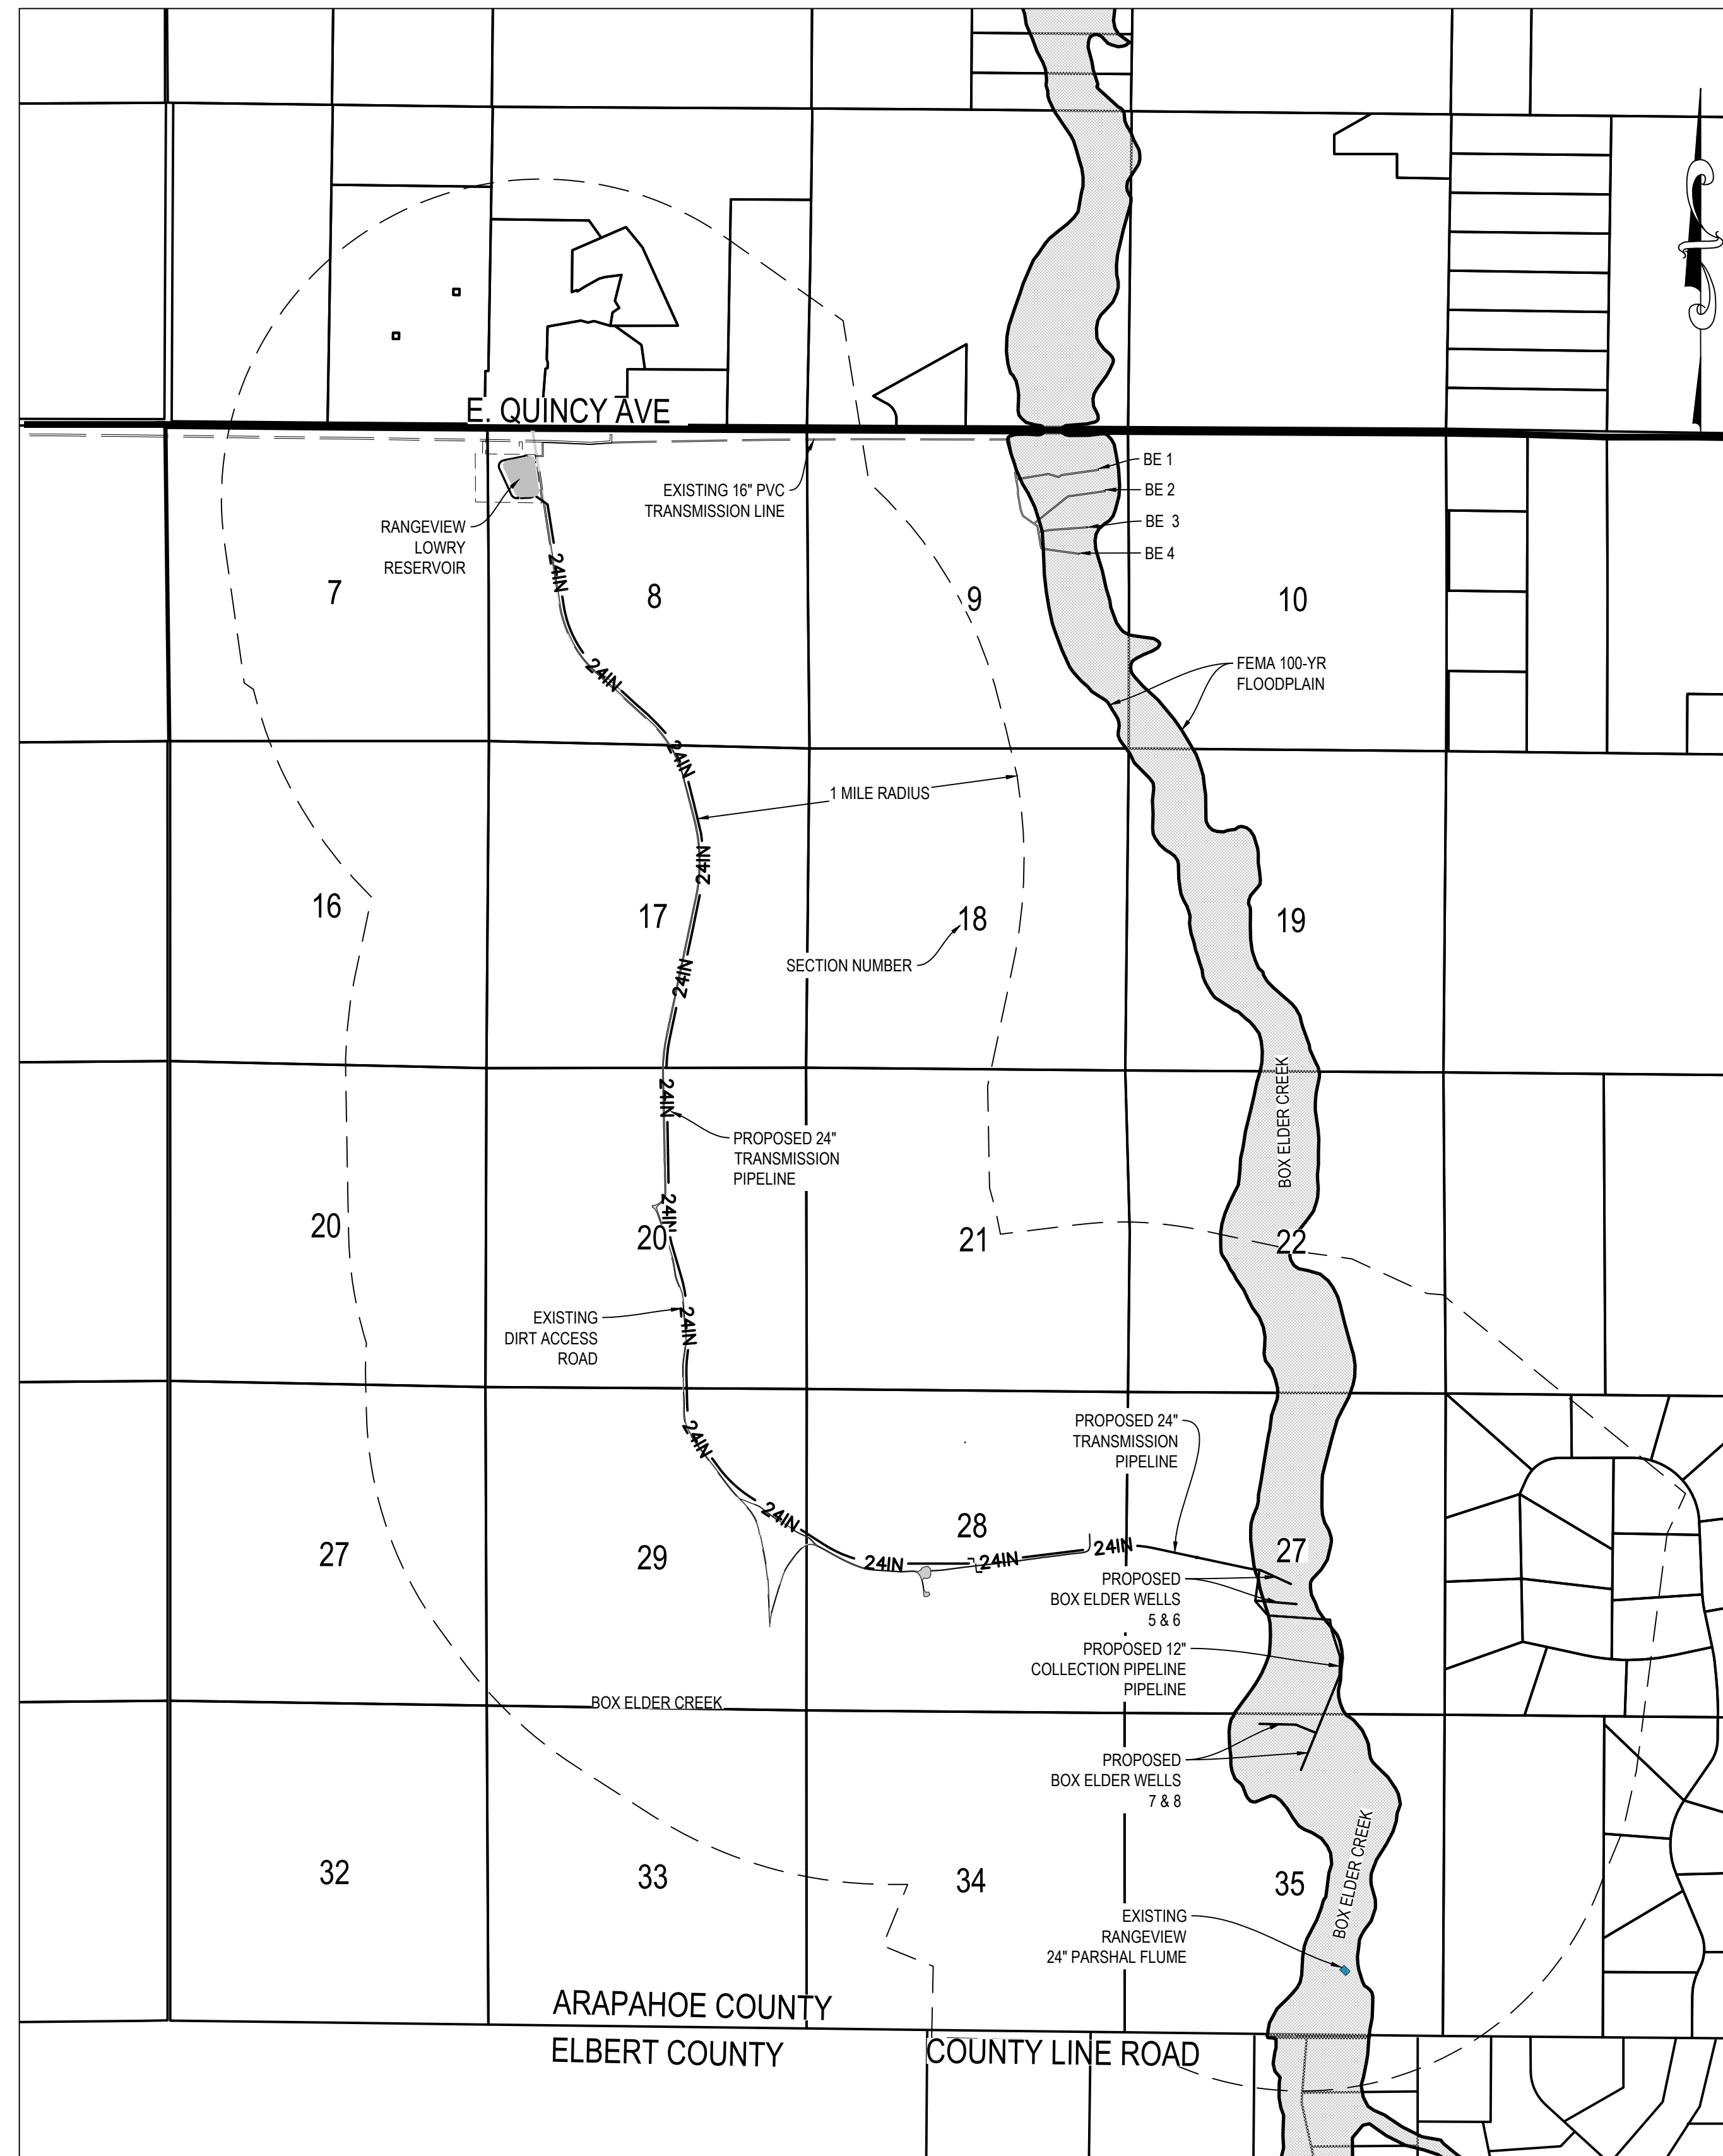 E. QUINCY AVE
BE 1
EXISTING 16" PVC
TRANSMISSION LINE
BE 2
RANGEVIEW
LOWRY
RESERVOIR
BE 3
BE 4
24IN
7
8
9
10
24IN
FEMA 100-YR
FLOODPLAIN
24IN
1 MILE RADIUS
24IN
16
17
18
19
SECTION NUMBER
24IN
24IN
BOX ELDER CREEK
PROPOSED 24"
TRANSMISSION
PIPELINE
24IN
20
20
21
22
EXISTING
DIRT ACCESS
ROAD
24IN
24IN
PROPOSED 24"
TRANSMISSION
PIPELINE
24IN
24IN
24IN
24IN
27
29
28
27
PROPOSED
BOX ELDER WELLS
5 & 6
PROPOSED 12"
COLLECTION PIPELINE
PIPELINE
BOX ELDER CREEK
PROPOSED
BOX ELDER WELLS
7 & 8
32
33
34
35
BOX ELDER CREEK
EXISTING
RANGEVIEW
24" PARSHAL FLUME
ARAPAHOE COUNTY
ELBERT COUNTY
COUNTY LINE ROAD